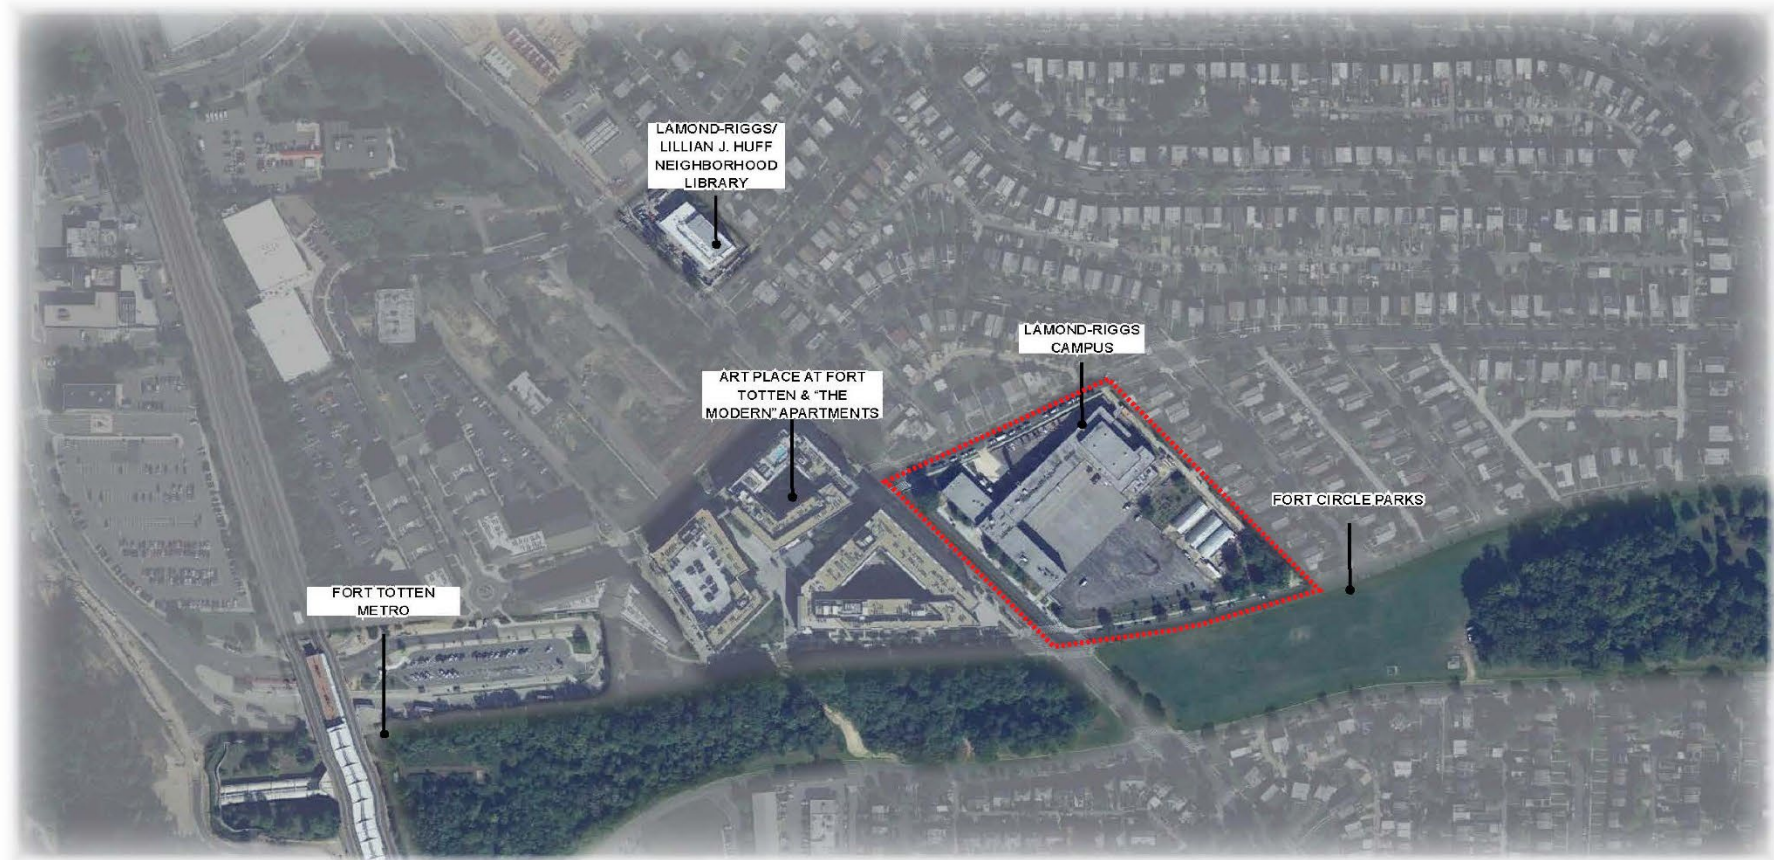 LAMOND-RIGGS/
LILLIAN J. HUFF
NEIGHBORHOOD
LIBRARY
LAMOND-RIGGS
CAMPUS
ART PLACE AT FORT
TOTTEN & "THE
MODERN" APARTMENTS
FORT CIRCLE PARKS
FORT TOTTEN
METRO